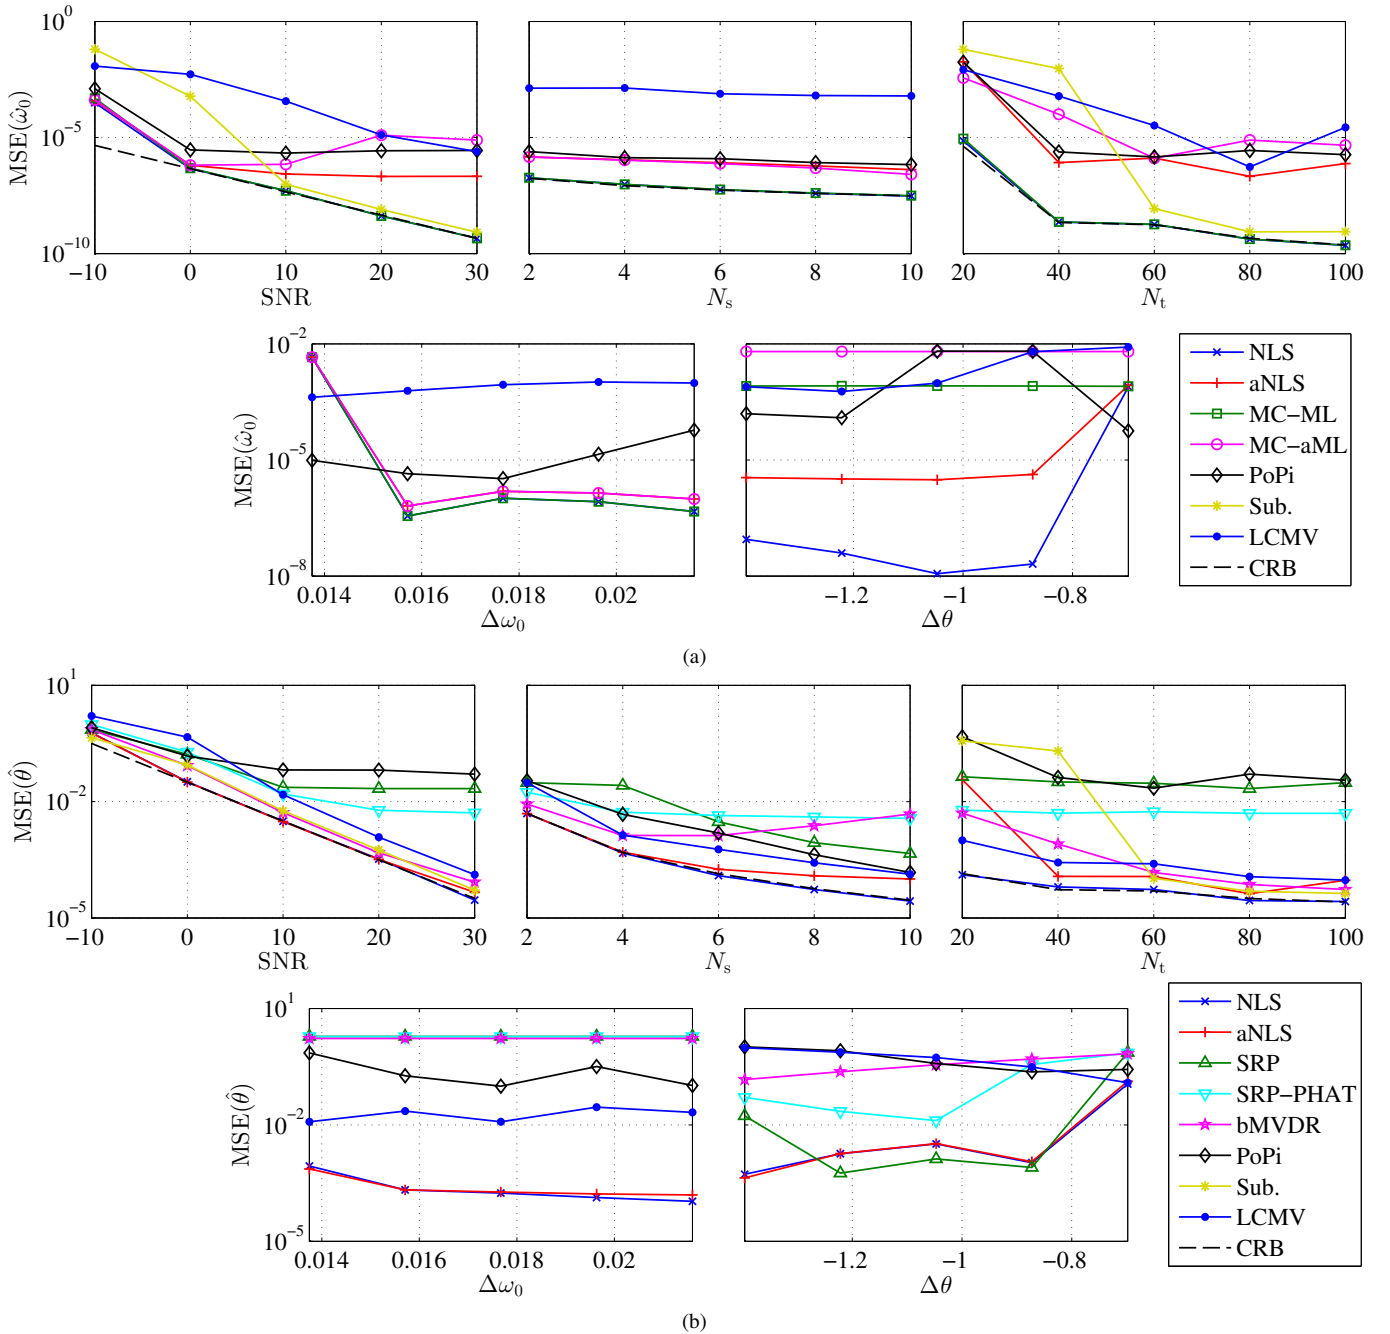 10^0
10^-5
10^-10
MSE(ω̂₀)
−10 0 10 20 30
SNR
2 4 6 8 10
N_s
20 40 60 80 100
N_t
10^-2
10^-5
10^-8
MSE(ω̂₀)
0.014 0.016 0.018 0.02
Δω₀
−1.2 −1 −0.8
Δθ
NLS
aNLS
MC−ML
MC−aML
PoPi
Sub.
LCMV
CRB
(a)
10^1
10^-2
10^-5
MSE(θ̂)
−10 0 10 20 30
SNR
2 4 6 8 10
N_s
20 40 60 80 100
N_t
10^1
10^-2
10^-5
MSE(θ̂)
0.014 0.016 0.018 0.02
Δω₀
−1.2 −1 −0.8
Δθ
NLS
aNLS
SRP
SRP−PHAT
bMVDR
PoPi
Sub.
LCMV
CRB
(b)